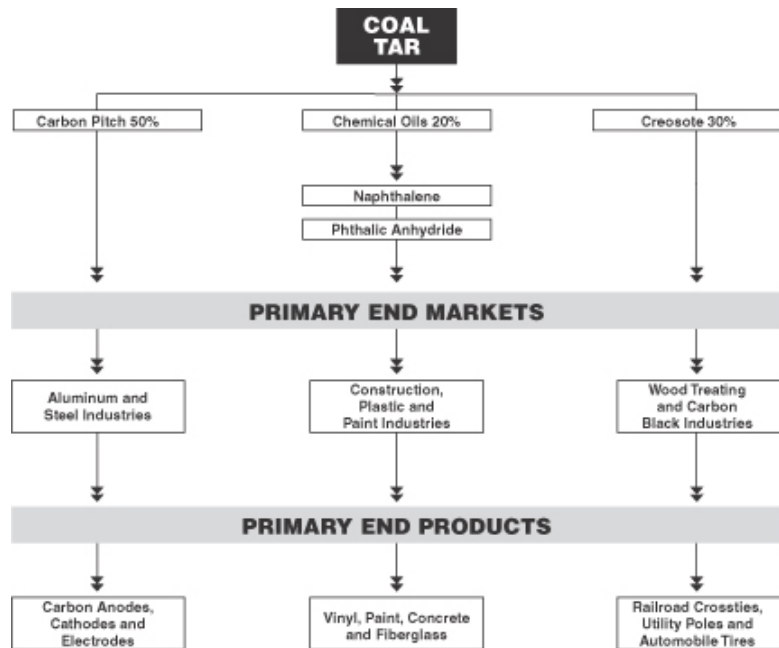 COAL
TAR
Carbon Pitch 50%
Chemical Oils 20%
Creosote 30%
Naphthalene
Phthalic Anhydride
PRIMARY END MARKETS
Aluminum and
Steel Industries
Construction,
Plastic and
Paint Industries
Wood Treating
and Carbon
Black Industries
PRIMARY END PRODUCTS
Carbon Anodes,
Cathodes and
Electrodes
Vinyl, Paint, Concrete
and Fiberglass
Railroad Crossties,
Utility Poles and
Automobile Tires